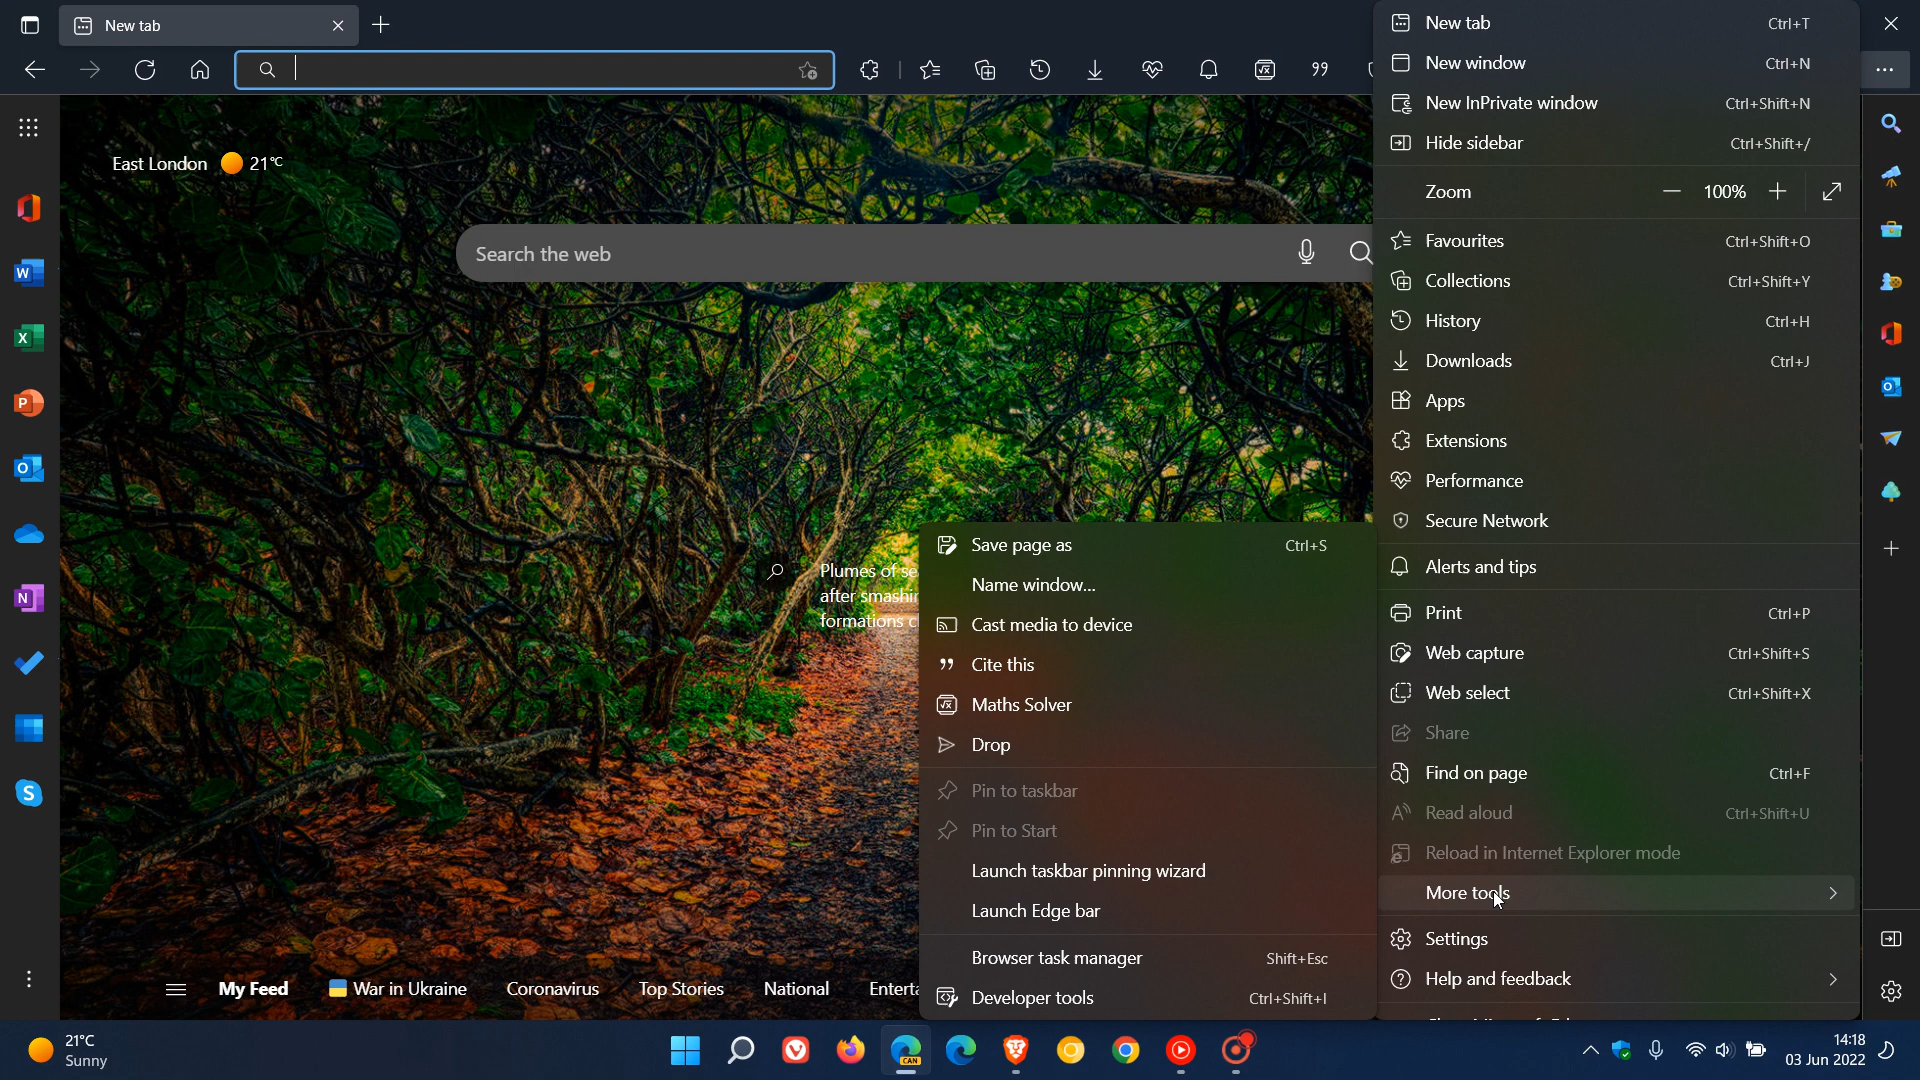 New tab
East London 21°C
Search the web
Plumes of se
after smashi
formations c
My Feed War in Ukraine Coronavirus Top Stories National Enterta
New tab Ctrl+T
New window Ctrl+N
New InPrivate window Ctrl+Shift+N
Hide sidebar Ctrl+Shift+/
Zoom 100%
Favourites Ctrl+Shift+O
Collections Ctrl+Shift+Y
History Ctrl+H
Downloads Ctrl+J
Apps
Extensions
Performance
Secure Network
Alerts and tips
Print Ctrl+P
Web capture Ctrl+Shift+S
Web select Ctrl+Shift+X
Share
Find on page Ctrl+F
Read aloud Ctrl+Shift+U
Reload in Internet Explorer mode
More tools
Settings
Help and feedback
Save page as Ctrl+S
Name window...
Cast media to device
Cite this
Maths Solver
Drop
Pin to taskbar
Pin to Start
Launch taskbar pinning wizard
Launch Edge bar
Browser task manager Shift+Esc
Developer tools Ctrl+Shift+I
21°C
Sunny
CAN
14:18
03 Jun 2022